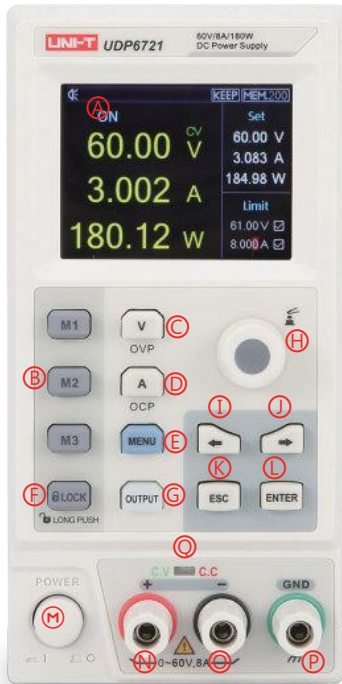 UNI-T UDP6721 60V/8A/180W
DC Power Supply
KEEP MEM.200
A
ON
Set
60.00 V CV
60.00 V
3.083 A
3.002 A
184.98 W
Limit
180.12 W
61.00 V
8.000 A
M1 V C
OVP
H
B M2 A D
OCP
I J
M3 MENU E
K L
F LOCK OUTPUT G ESC ENTER
LONG PUSH
Q
POWER C.V C.C
+ − GND
M
N 0~60V,8A O P
I O